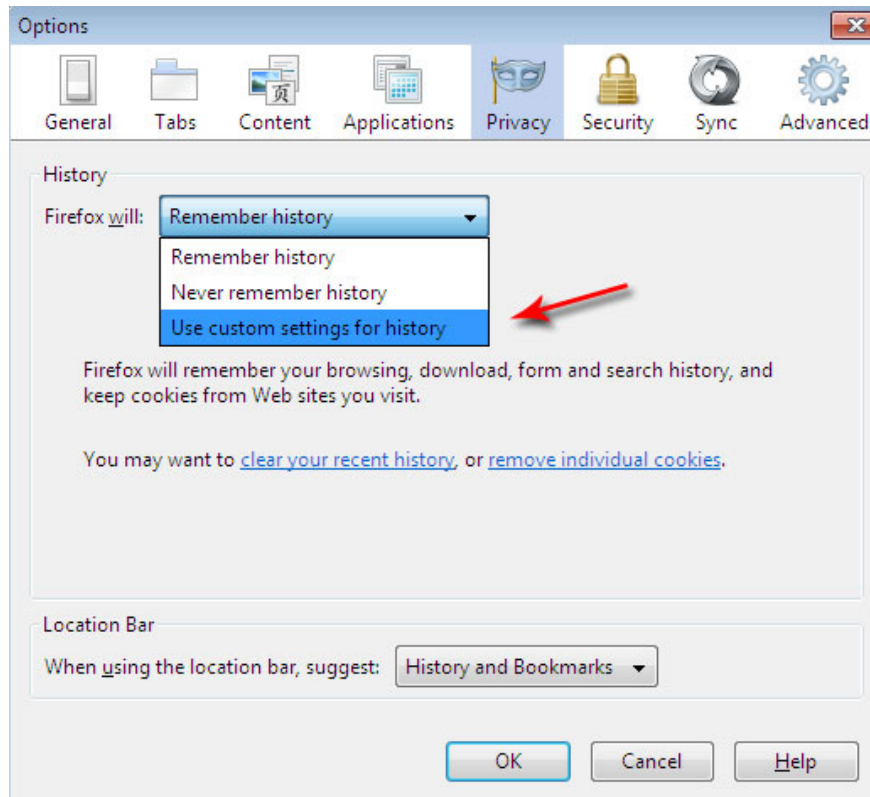 Options
页
General Tabs Content Applications Privacy Security Sync Advanced
History
Firefox will: Remember history
Remember history
Never remember history
Use custom settings for history
Firefox will remember your browsing, download, form and search history, and
keep cookies from Web sites you visit.
You may want to clear your recent history, or remove individual cookies.
Location Bar
When using the location bar, suggest: History and Bookmarks
OK Cancel Help